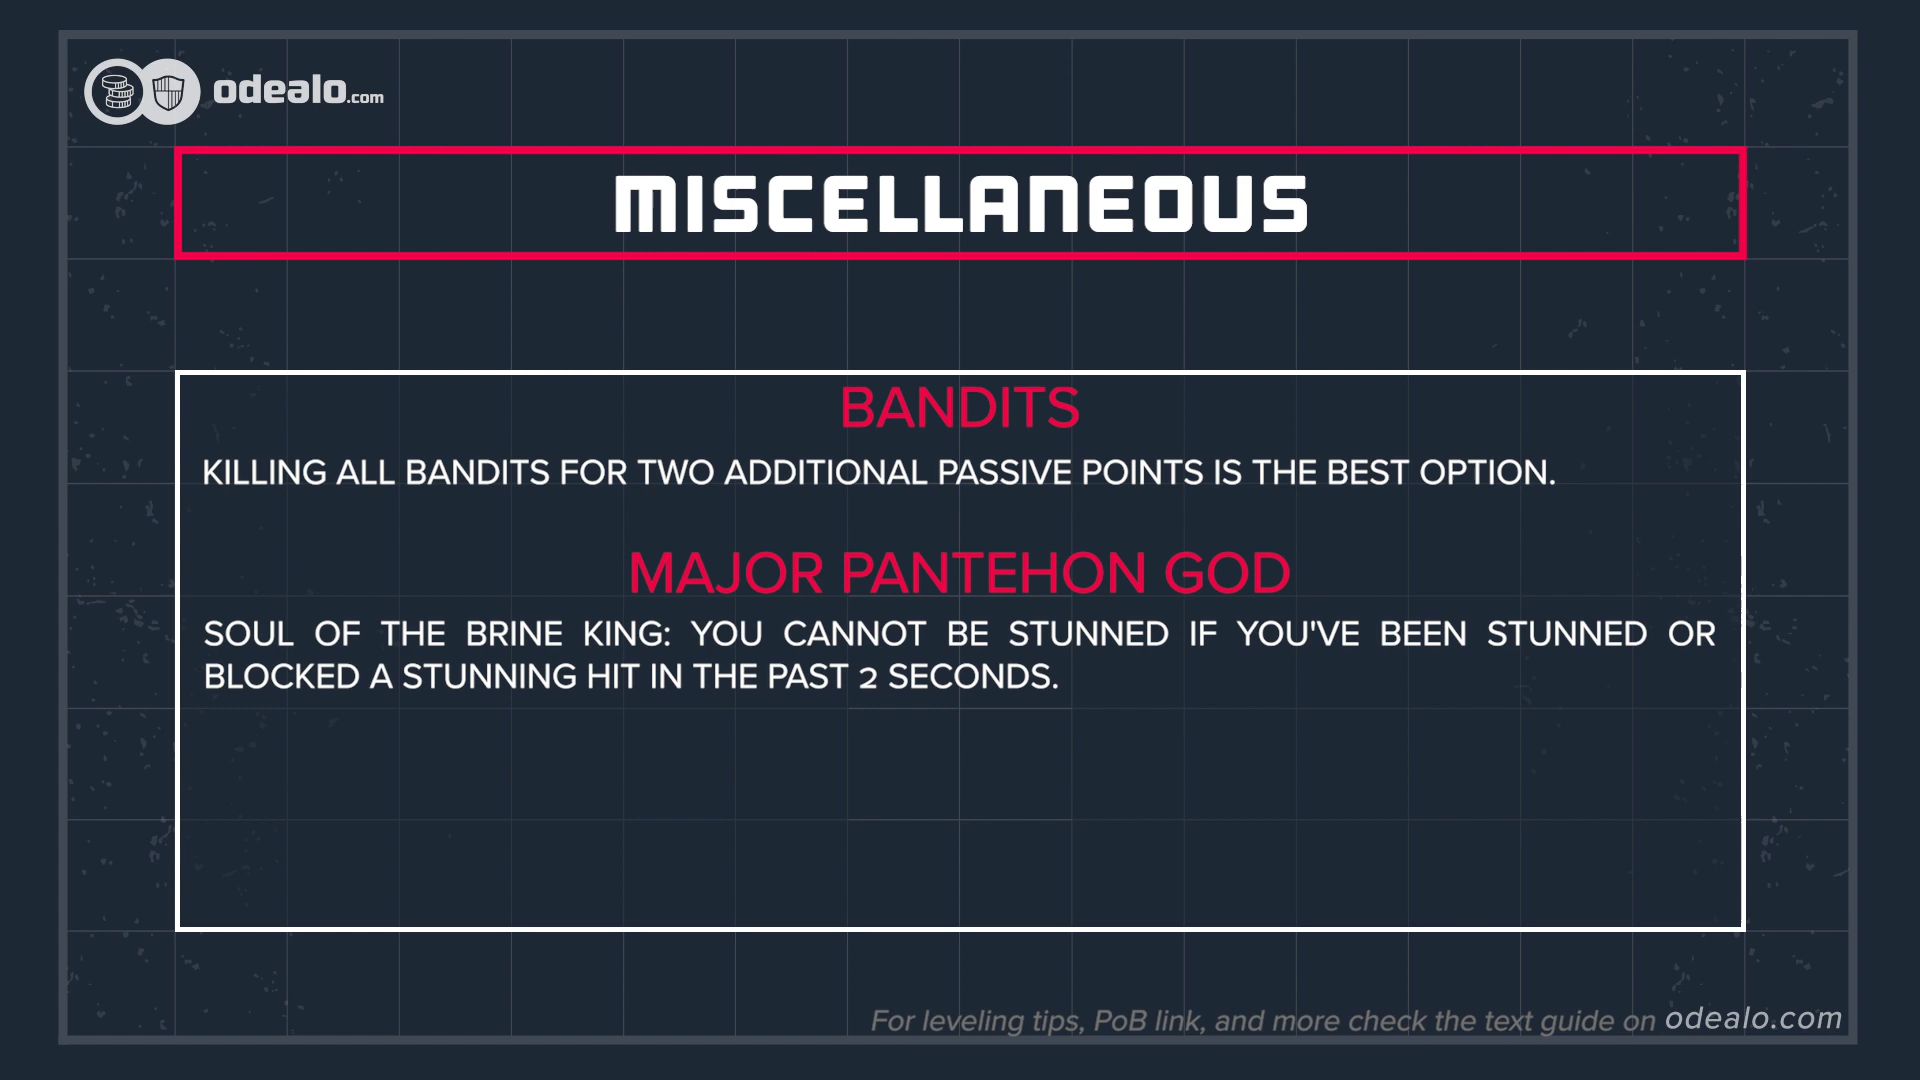 odealo.com
MISCELLANEOUS
BANDITS
KILLING ALL BANDITS FOR TWO ADDITIONAL PASSIVE POINTS IS THE BEST OPTION.
MAJOR PANTEHON GOD
SOUL OF THE BRINE KING: YOU CANNOT BE STUNNED IF YOU'VE BEEN STUNNED OR
BLOCKED A STUNNING HIT IN THE PAST 2 SECONDS.
For leveling tips, PoB link, and more check the text guide on odealo.com